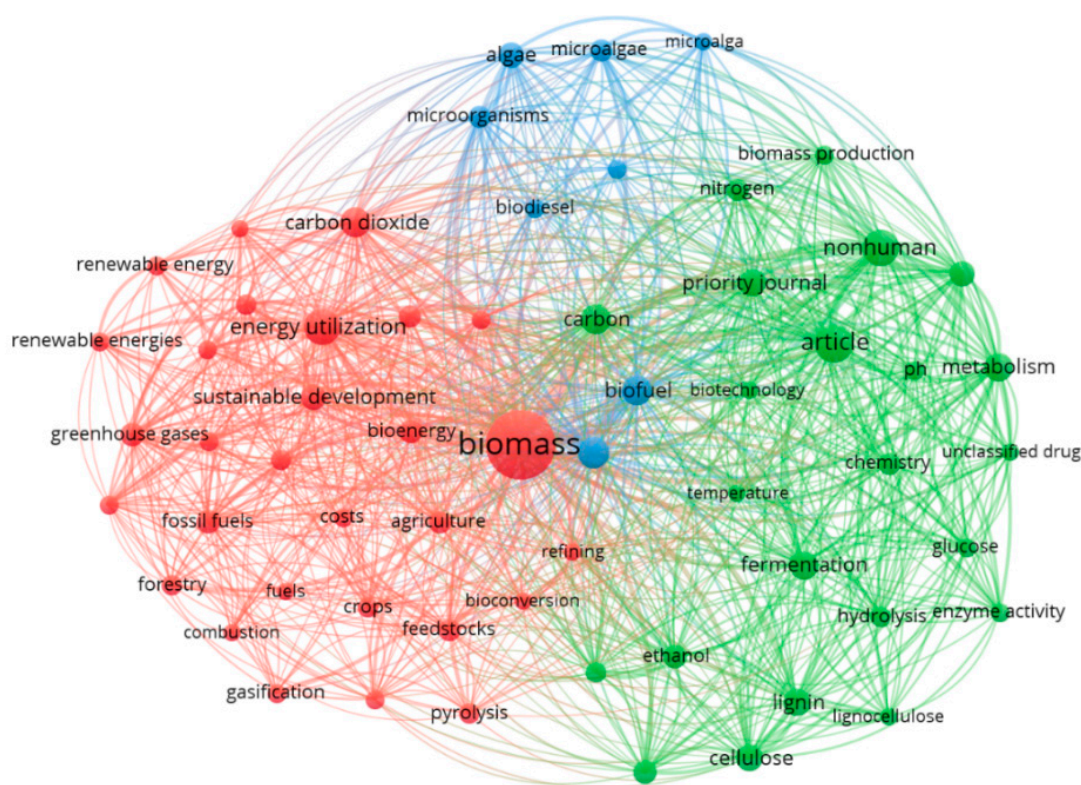 algae
microalgae
microalga
microorganisms
biomass production
nitrogen
biodiesel
carbon dioxide
nonhuman
renewable energy
priority journal
carbon
energy utilization
renewable energies
article
ph
metabolism
biofuel
biotechnology
sustainable development
bioenergy
greenhouse gases
biomass
unclassified drug
chemistry
temperature
costs
agriculture
fossil fuels
refining
glucose
fermentation
forestry
fuels
bioconversion
crops
enzyme activity
hydrolysis
combustion
feedstocks
ethanol
gasification
lignin
pyrolysis
lignocellulose
cellulose